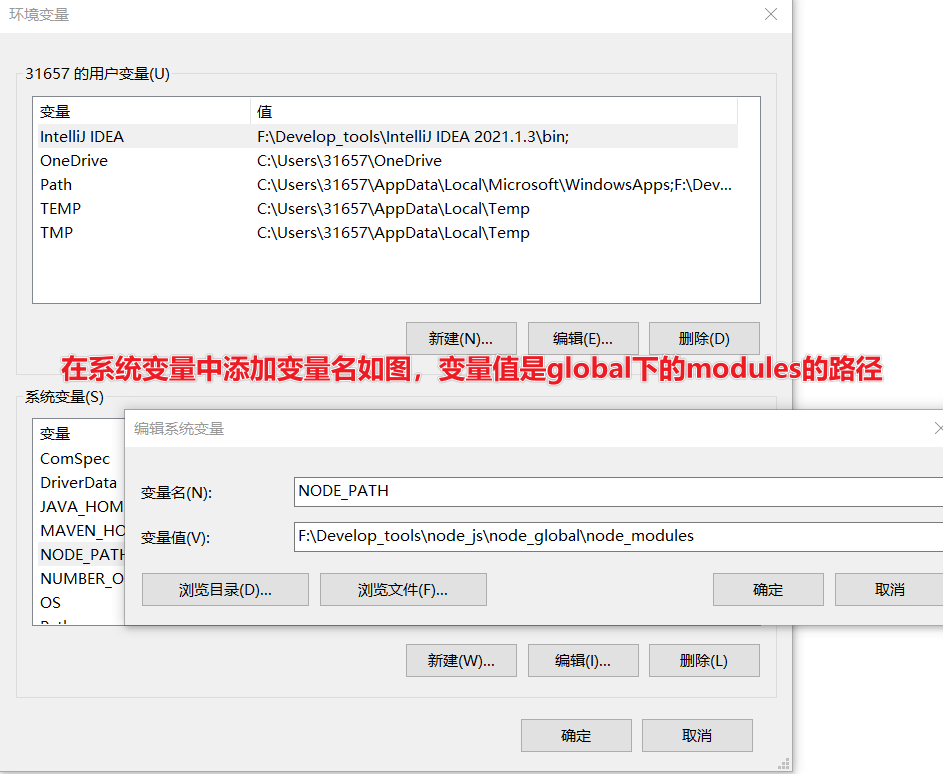 环境变量
31657 的用户变量(U)
变量 值
IntelliJ IDEA F:\Develop_tools\IntelliJ IDEA 2021.1.3\bin;
OneDrive C:\Users\31657\OneDrive
Path C:\Users\31657\AppData\Local\Microsoft\WindowsApps;F:\Dev...
TEMP C:\Users\31657\AppData\Local\Temp
TMP C:\Users\31657\AppData\Local\Temp
新建(N)... 编辑(E)... 删除(D)
在系统变量中添加变量名如图，变量值是global下的modules的路径
系统变量(S)
变量
ComSpec
DriverData
JAVA_HOM
MAVEN_HO
NODE_PATH
NUMBER_O
OS
Path
编辑系统变量
变量名(N): NODE_PATH
变量值(V): F:\Develop_tools\node_js\node_global\node_modules
浏览目录(D)... 浏览文件(F)... 确定 取消
新建(W)... 编辑(I)... 删除(L)
确定 取消